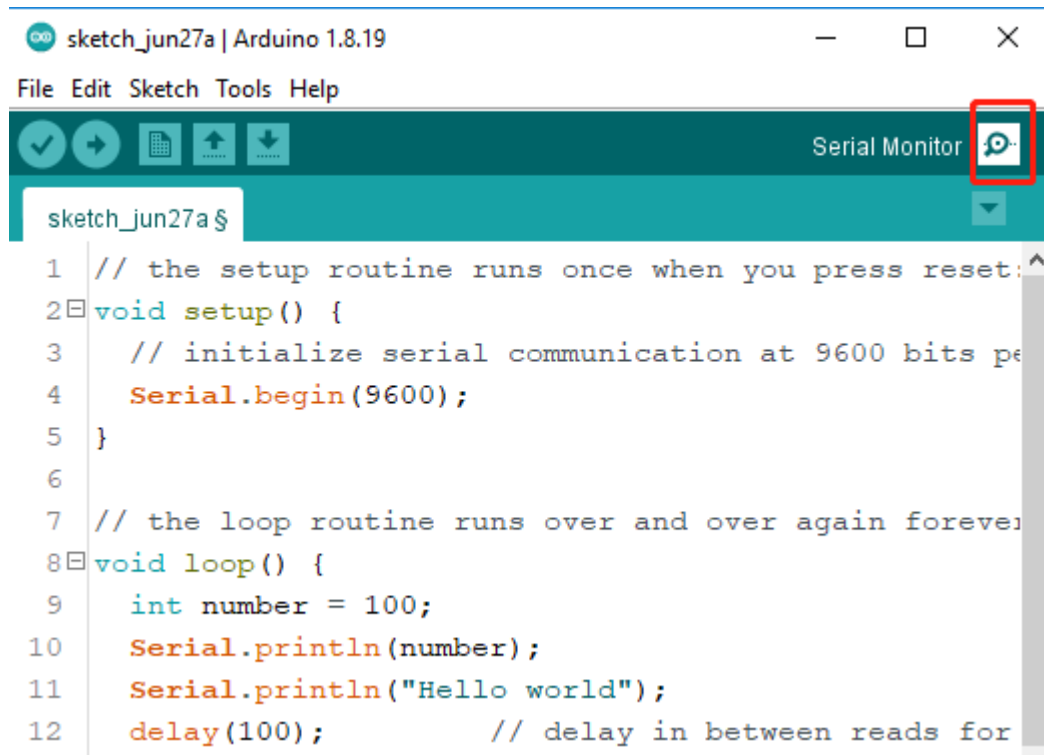 sketch_jun27a | Arduino 1.8.19
File Edit Sketch Tools Help
Serial Monitor
sketch_jun27a §
1 // the setup routine runs once when you press reset:
2 void setup() {
3 // initialize serial communication at 9600 bits
4 Serial.begin(9600);
5 }
6
7 // the loop routine runs over and over again
8 void loop() {
9 int number = 100;
10 Serial.println(number);
11 Serial.println("Hello world");
12 delay(100); // delay in between reads for